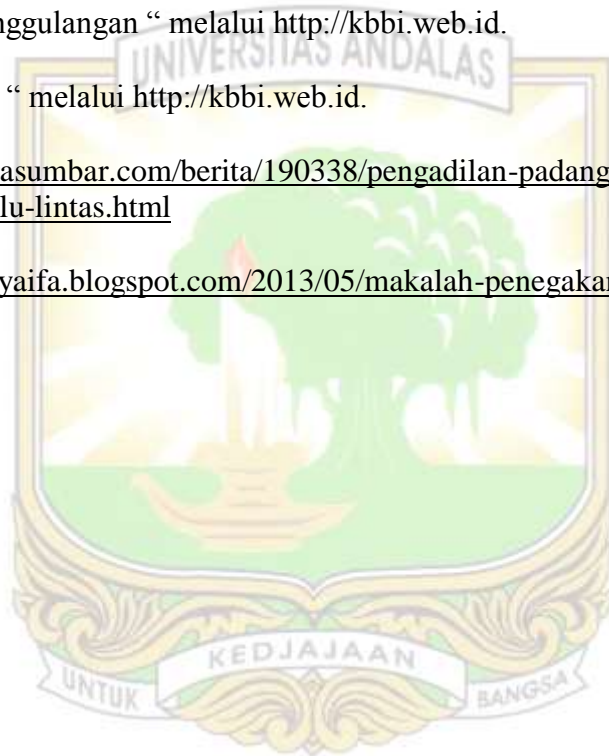 nggulangan “ melalui http://kbbi.web.id.
UNIVERSITAS ANDALAS
“ melalui http://kbbi.web.id.
asumbar.com/berita/190338/pengadilan-padang
lu-lintas.html
yaifa.blogspot.com/2013/05/makalah-penegakan
KEDJAJAAN
UNTUK BANGSA